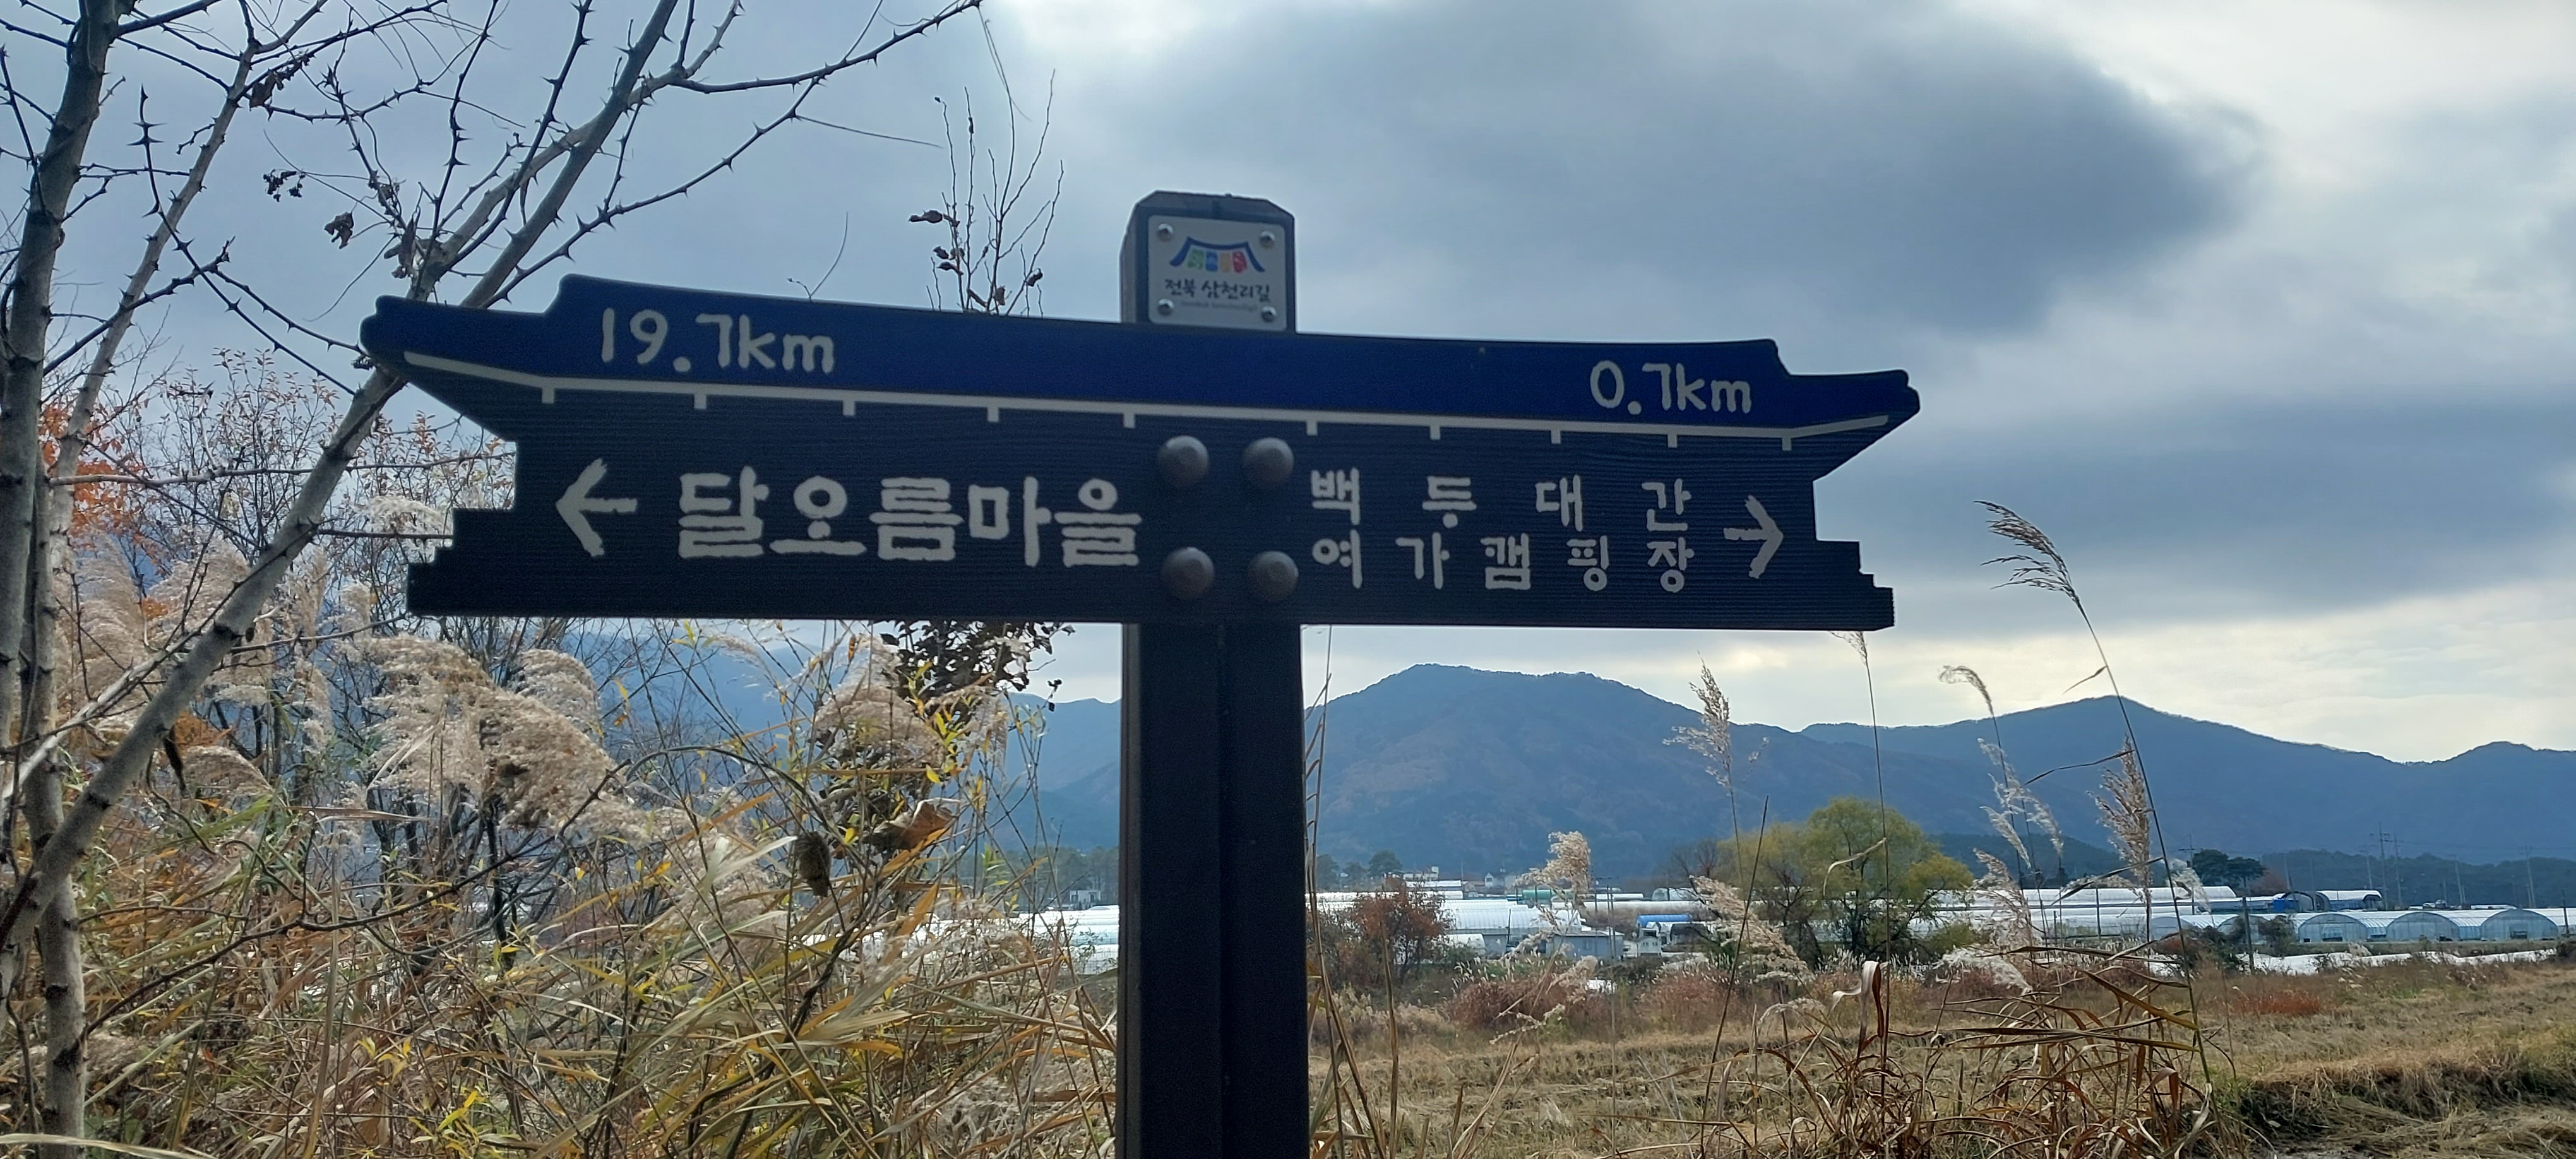 전북 삼천리길
19.7km
0.7km
← 달오름마을
백두대간
여가캠핑장 →